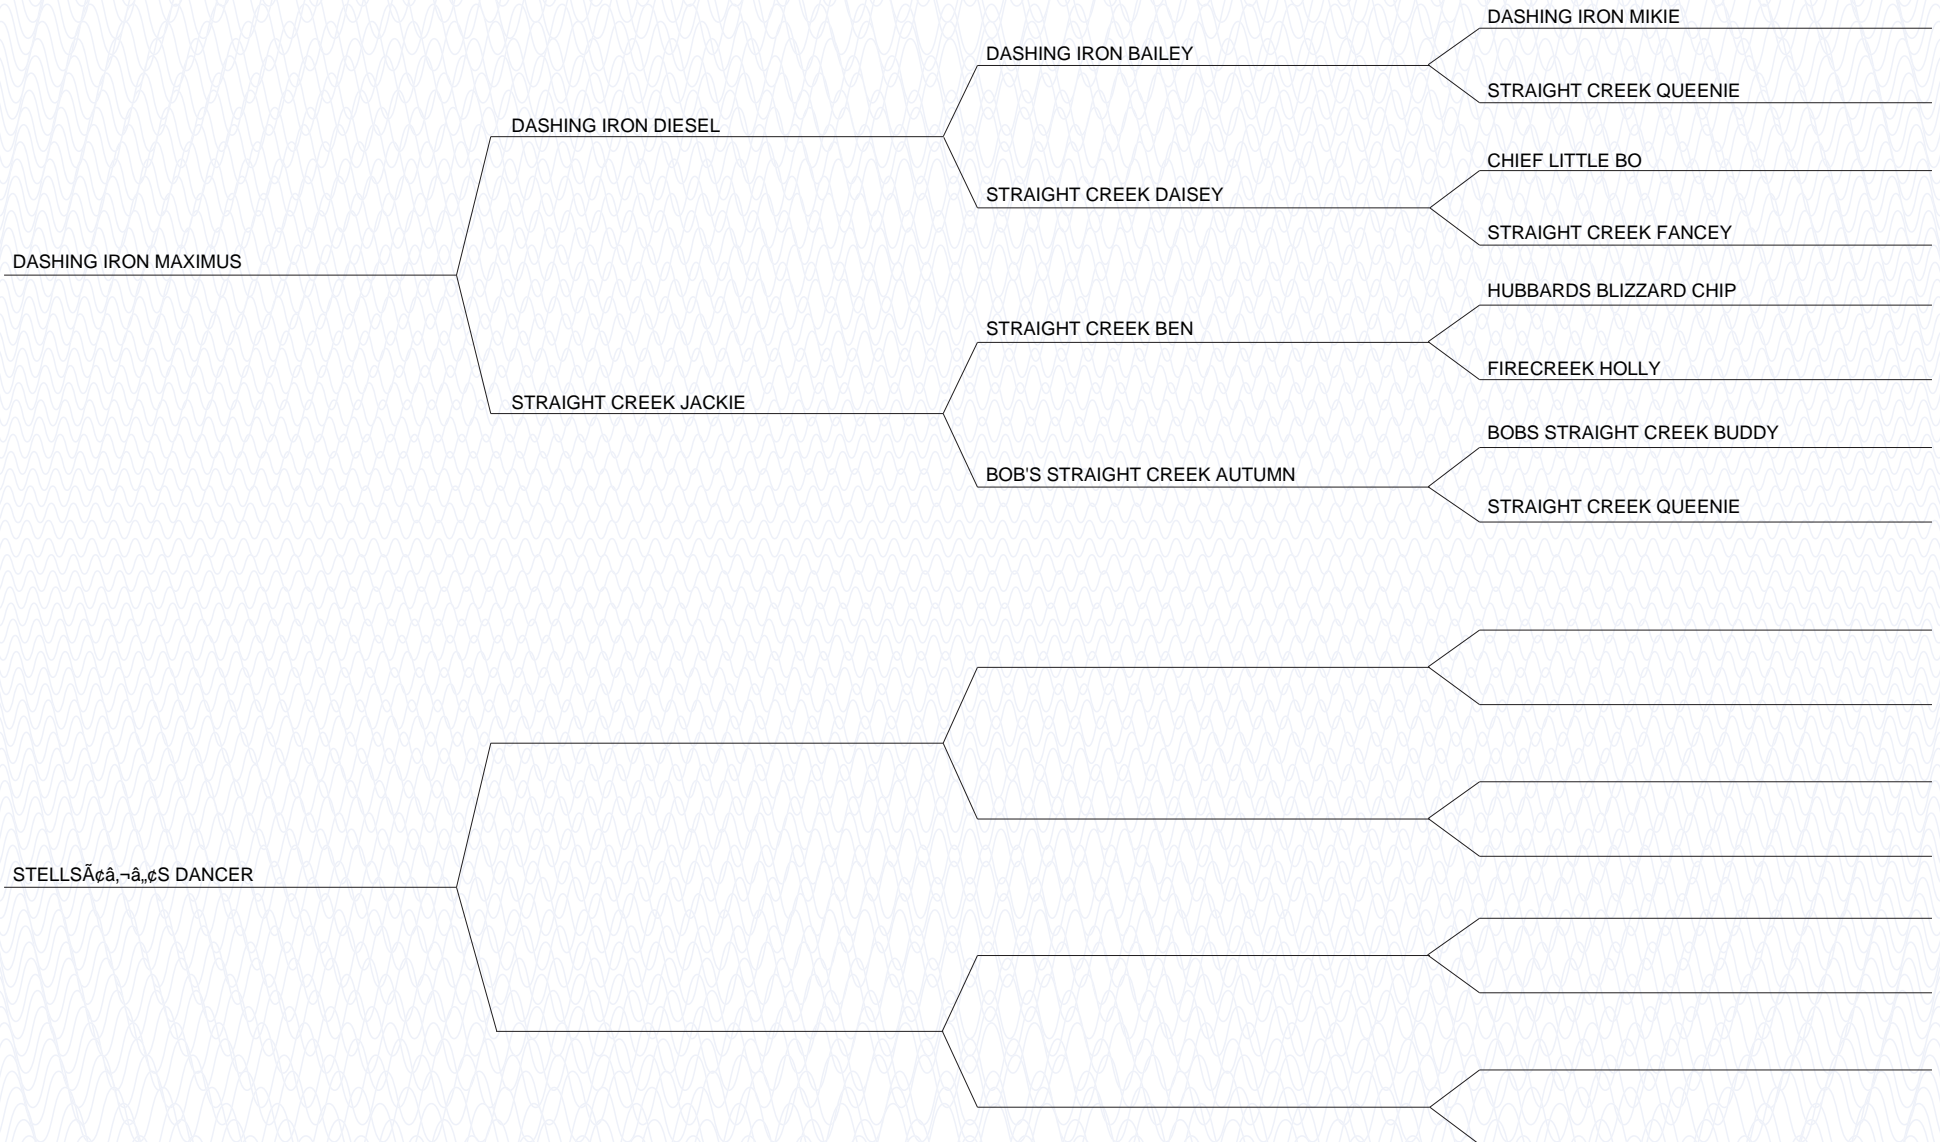 DASHING IRON MIKIE
DASHING IRON BAILEY
STRAIGHT CREEK QUEENIE
DASHING IRON DIESEL
CHIEF LITTLE BO
STRAIGHT CREEK DAISEY
STRAIGHT CREEK FANCEY
DASHING IRON MAXIMUS
HUBBARDS BLIZZARD CHIP
STRAIGHT CREEK BEN
FIRECREEK HOLLY
STRAIGHT CREEK JACKIE
BOBS STRAIGHT CREEK BUDDY
BOB'S STRAIGHT CREEK AUTUMN
STRAIGHT CREEK QUEENIE
STELLSÃ¢â‚¬â„¢S DANCER